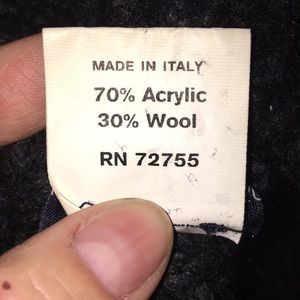 MADE IN ITALY
70% Acrylic
30% Wool
RN 72755